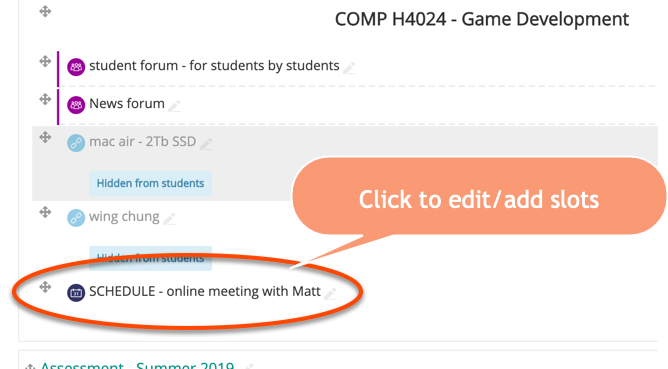 COMP H4024 - Game Development
student forum - for students by students
News forum
mac air - 2Tb SSD
Hidden from students
Click to edit/add slots
wing chung
Hidden from students
SCHEDULE - online meeting with Matt
Assessment - Summer 2019